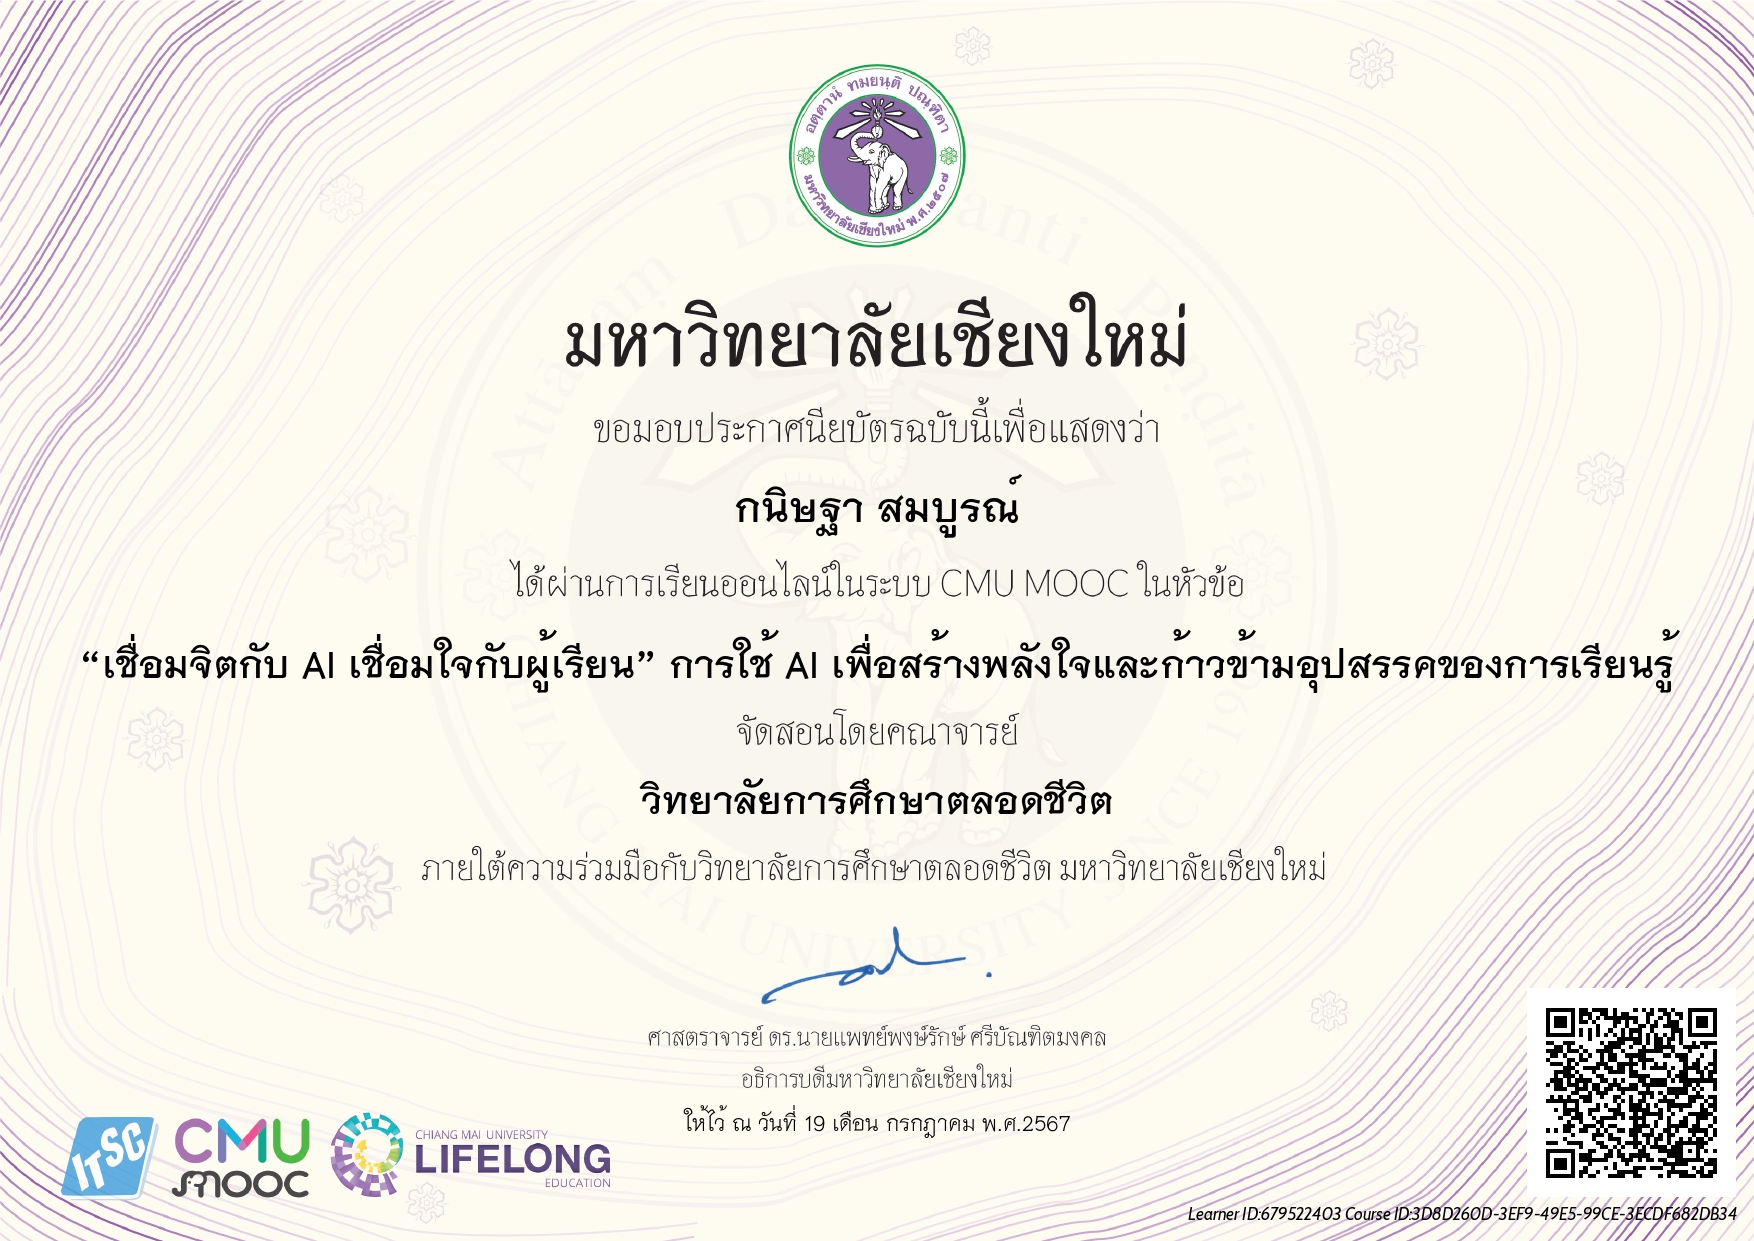 อตฺตานํ ทมยนฺติ ปณฺฑิตา
มหาวิทยาลัยเชียงใหม่ พ.ศ.๒๕๐๗
มหาวิทยาลัยเชียงใหม่
ขอมอบประกาศนียบัตรฉบับนี้เพื่อแสดงว่า
กนิษฐา สมบูรณ์
ได้ผ่านการเรียนออนไลน์ในระบบ CMU MOOC ในหัวข้อ
“เชื่อมจิตกับ AI เชื่อมใจกับผู้เรียน” การใช้ AI เพื่อสร้างพลังใจและก้าวข้ามอุปสรรคของการเรียนรู้
จัดสอนโดยคณาจารย์
วิทยาลัยการศึกษาตลอดชีวิต
ภายใต้ความร่วมมือกับวิทยาลัยการศึกษาตลอดชีวิต มหาวิทยาลัยเชียงใหม่
ศาสตราจารย์ ดร.นายแพทย์พงษ์รักษ์ ศรีบัณฑิตมงคล
อธิการบดีมหาวิทยาลัยเชียงใหม่
ให้ไว้ ณ วันที่ 19 เดือน กรกฎาคม พ.ศ.2567
ITSC
CMU
MOOC
CHIANG MAI UNIVERSITY
LIFELONG
EDUCATION
Learner ID:679522403 Course ID:3D8D260D-3EF9-49E5-99CE-3ECDF682DB34